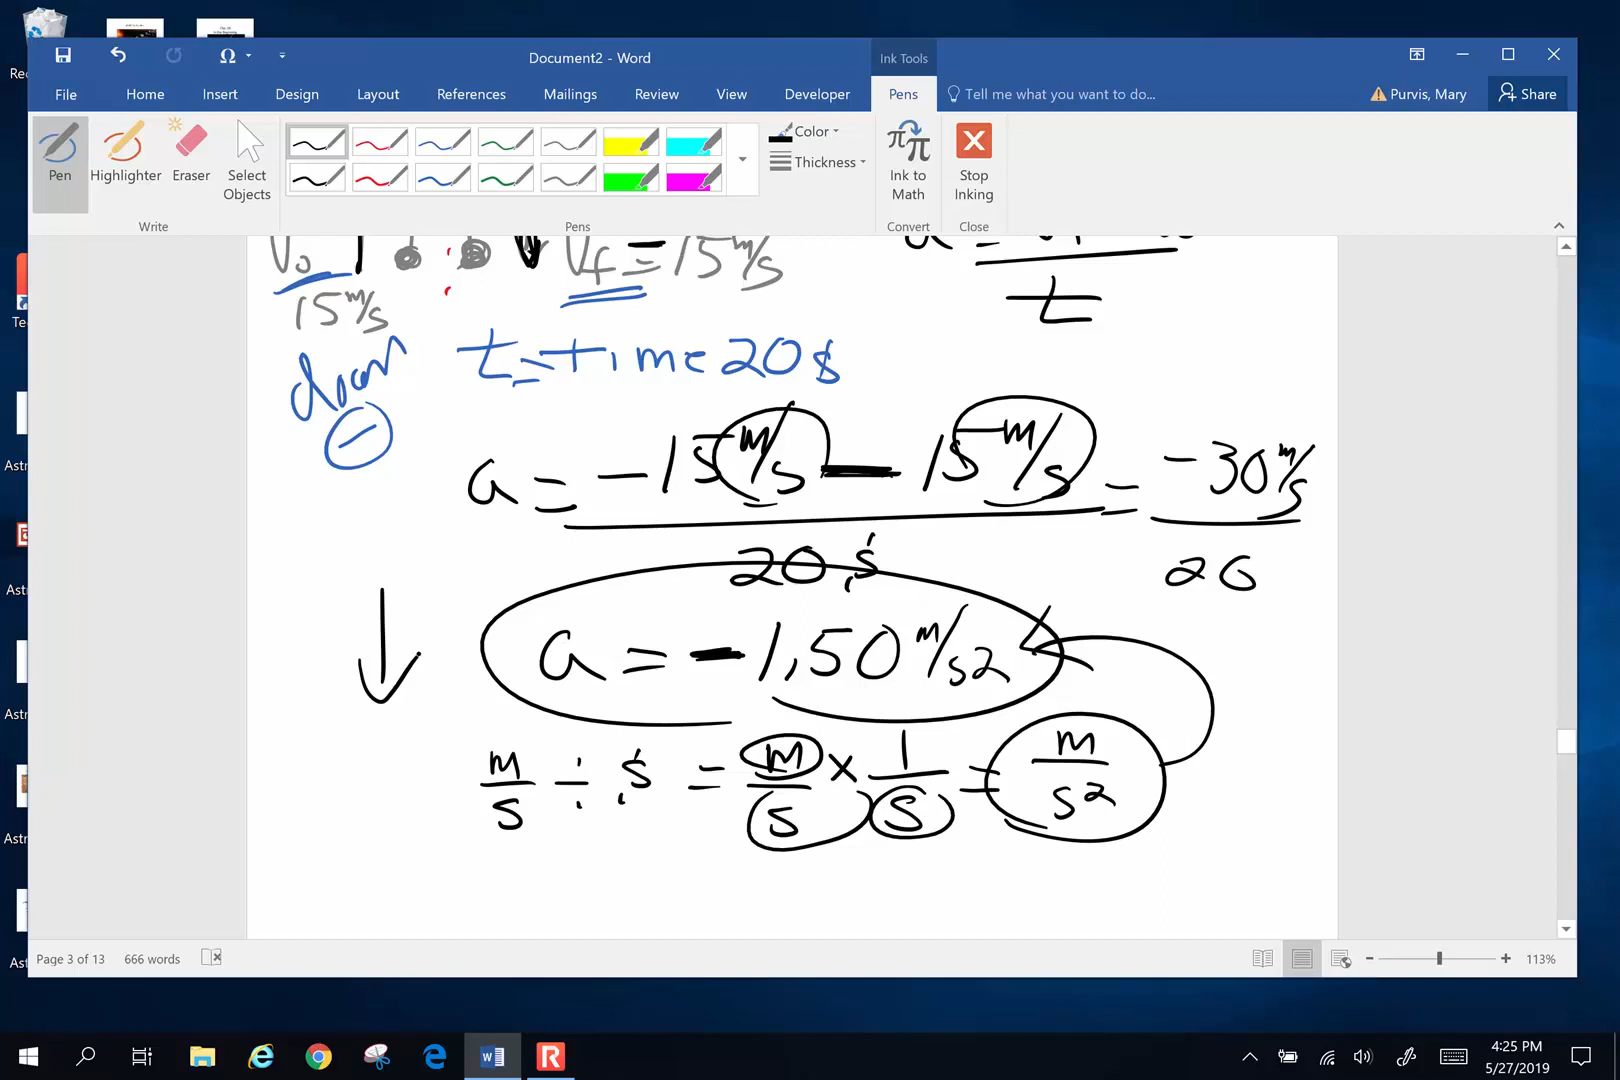 Document2 - Word
Ink Tools
File Home Insert Design Layout References Mailings Review View Developer Pens Tell me what you want to do... Purvis, Mary Share
Pen Highlighter Eraser Select Objects
Color
Thickness
Ink to Math
Stop Inking
Write Pens Convert Close
V₀ Vf = 15 m/s
15 m/s
t
down t = time 20 s
−
a = −15 m/s − 15 m/s = −30 m/s
20 s 20
a = −1.50 m/s2
m/s ÷ s = m/s × 1/s = m/s²
Page 3 of 13 666 words 113%
4:25 PM
5/27/2019